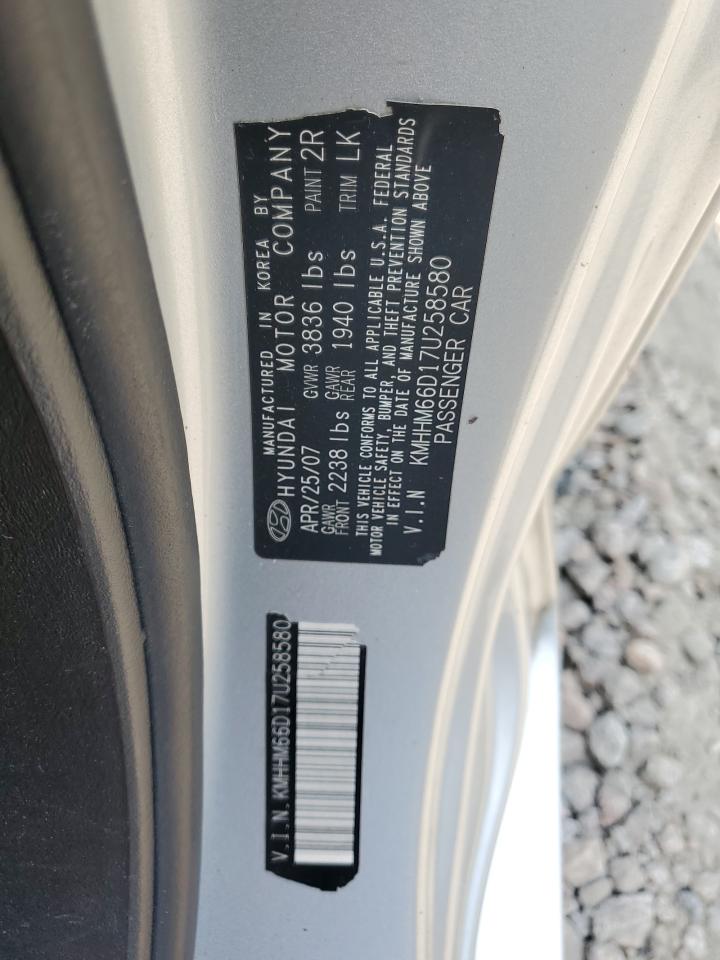 MANUFACTURED IN KOREA BY
HYUNDAI MOTOR COMPANY
APR/25/07 GVWR 3836 lbs PAINT 2R
GAWR FRONT 2238 lbs GAWR REAR 1940 lbs TRIM LK
THIS VEHICLE CONFORMS TO ALL APPLICABLE U.S.A. FEDERAL
MOTOR VEHICLE SAFETY, BUMPER, AND THEFT PREVENTION STANDARDS
IN EFFECT ON THE DATE OF MANUFACTURE SHOWN ABOVE
V.I.N KMHHM66D17U258580
PASSENGER CAR
V.I.N. KMHHM66D17U258580